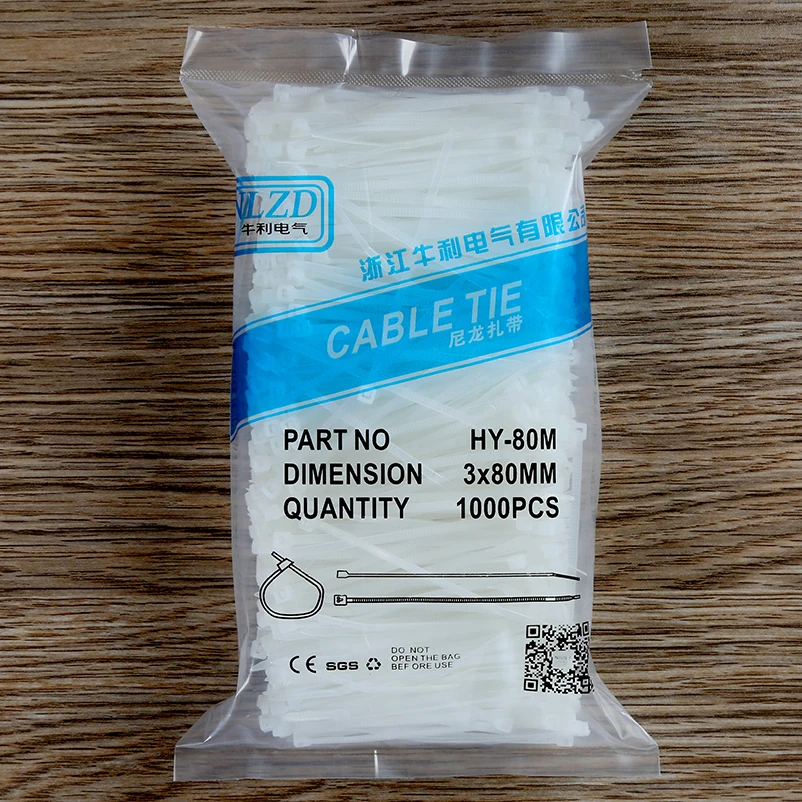 NLZD
牛利电气
浙江牛利电气有限公司
CABLE TIE
尼龙扎带
PART NO HY-80M
DIMENSION 3x80MM
QUANTITY 1000PCS
CE SGS
DO NOT
OPEN THE BAG
BEFORE USE